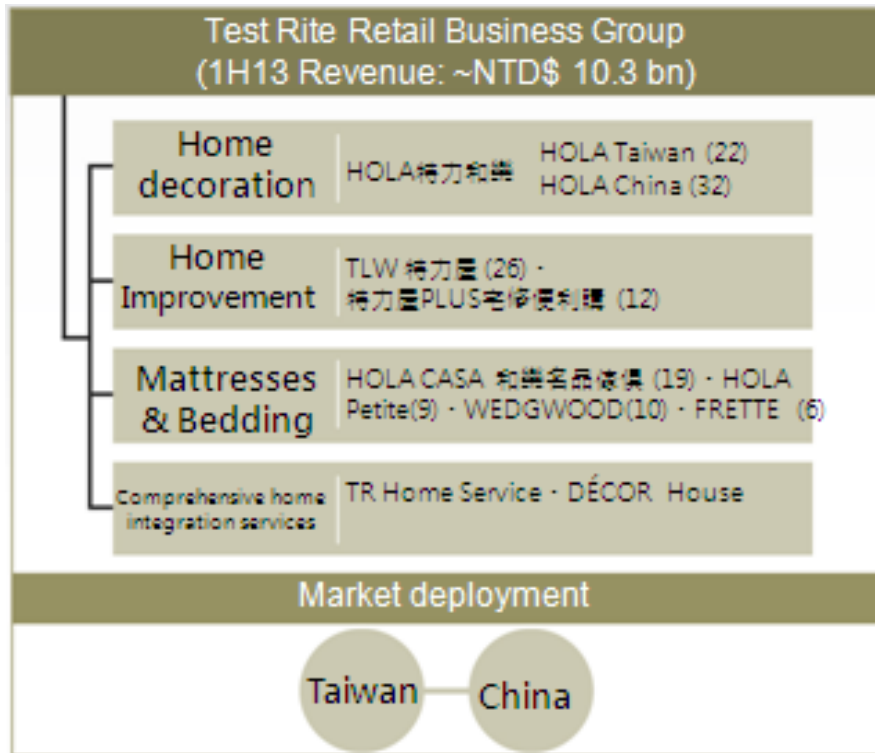 Test Rite Retail Business Group
(1H13 Revenue: ~NTD$ 10.3 bn)
Home
decoration
HOLA特力和樂
HOLA Taiwan (22)
HOLA China (32)
Home
Improvement
TLW 特力屋 (26)．
特力屋PLUS宅修便利購 (12)
Mattresses
& Bedding
HOLA CASA 和樂名品傢俱 (19)．HOLA
Petite(9)．WEDGWOOD(10)．FRETTE (6)
Comprehensive home
integration services
TR Home Service．DÉCOR House
Market deployment
Taiwan
China